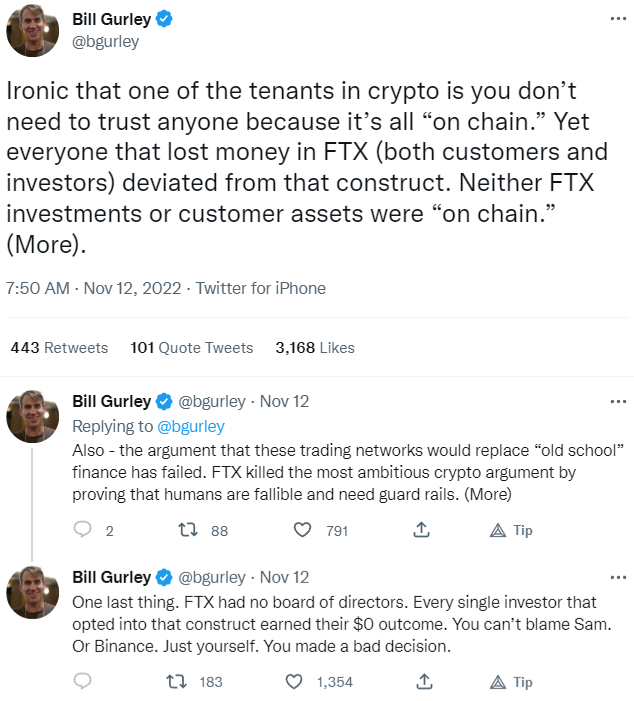 Bill Gurley
@bgurley
Ironic that one of the tenants in crypto is you don’t
need to trust anyone because it’s all “on chain.” Yet
everyone that lost money in FTX (both customers and
investors) deviated from that construct. Neither FTX
investments or customer assets were “on chain.”
(More).
7:50 AM · Nov 12, 2022 · Twitter for iPhone
443 Retweets 101 Quote Tweets 3,168 Likes
Bill Gurley @bgurley · Nov 12
Replying to @bgurley
Also - the argument that these trading networks would replace “old school”
finance has failed. FTX killed the most ambitious crypto argument by
proving that humans are fallible and need guard rails. (More)
2 88 791 Tip
Bill Gurley @bgurley · Nov 12
One last thing. FTX had no board of directors. Every single investor that
opted into that construct earned their $0 outcome. You can’t blame Sam.
Or Binance. Just yourself. You made a bad decision.
183 1,354 Tip